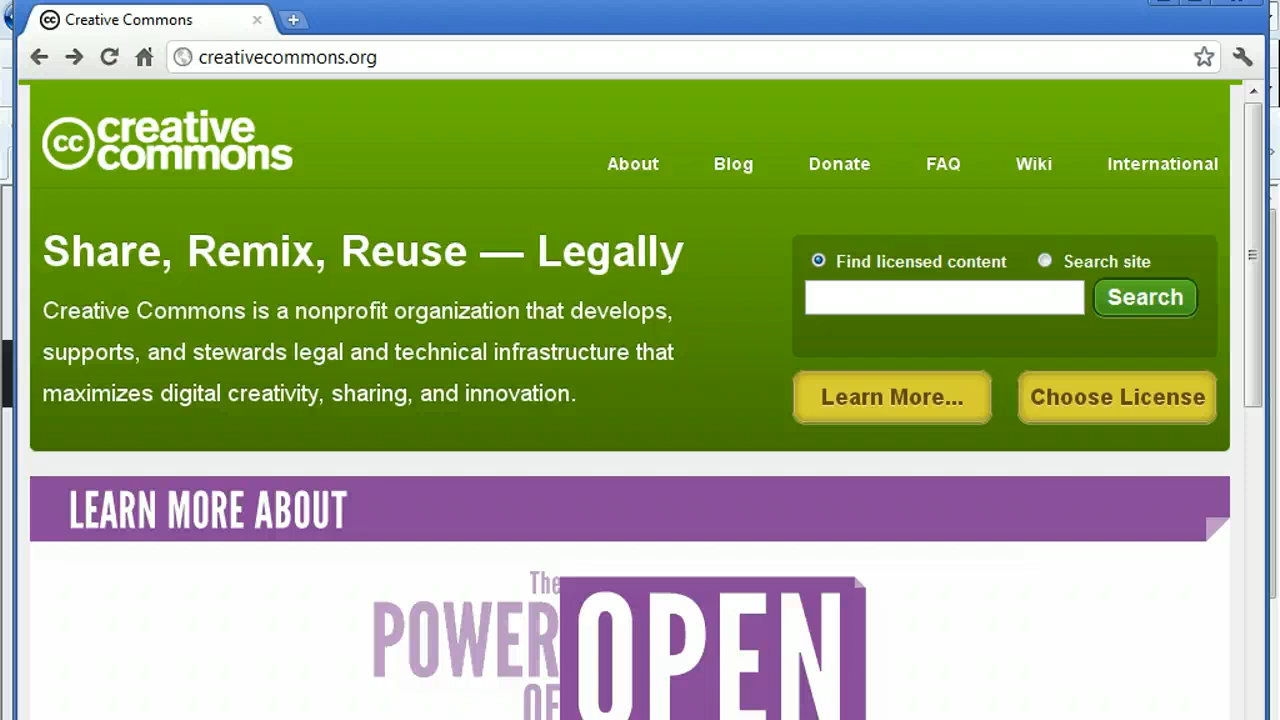 Creative Commons
creativecommons.org
cc creative commons
About Blog Donate FAQ Wiki International
Share, Remix, Reuse — Legally
Creative Commons is a nonprofit organization that develops,
supports, and stewards legal and technical infrastructure that
maximizes digital creativity, sharing, and innovation.
Find licensed content Search site
Search
Learn More... Choose License
LEARN MORE ABOUT
The
POWER
OF
OPEN